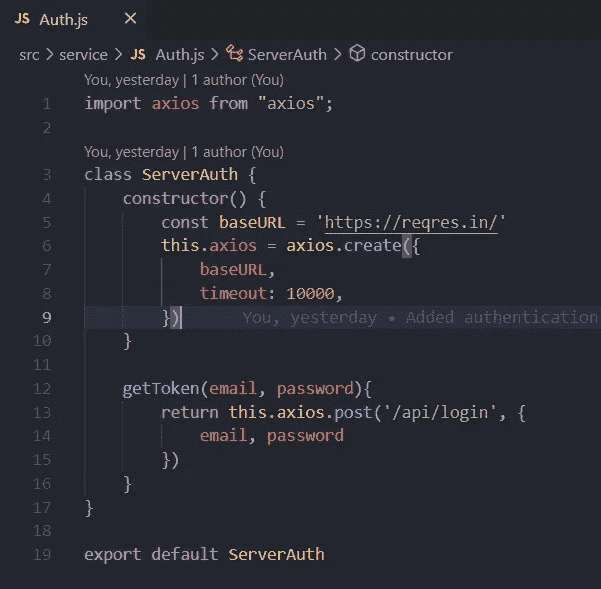 JS Auth.js ×
src > service > JS Auth.js > ServerAuth > constructor
You, yesterday | 1 author (You)
1 import axios from "axios";
2
You, yesterday | 1 author (You)
3 class ServerAuth {
4     constructor() {
5         const baseURL = 'https://reqres.in/'
6         this.axios = axios.create({
7             baseURL,
8             timeout: 10000,
9         })     You, yesterday • Added authentication
10     }
11
12     getToken(email, password){
13         return this.axios.post('/api/login', {
14             email, password
15         })
16     }
17 }
18
19 export default ServerAuth